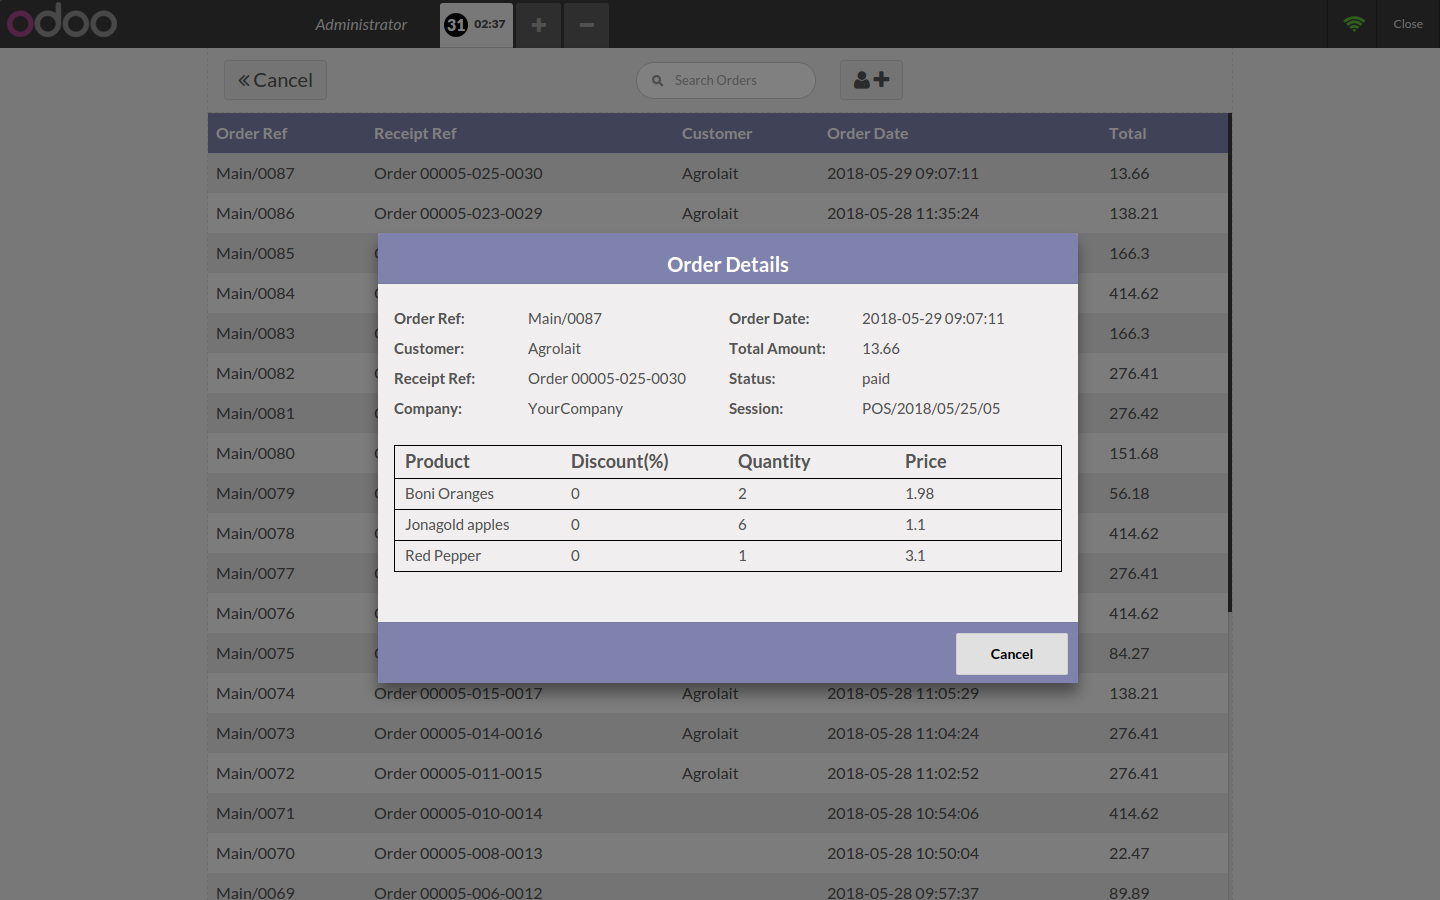 odoo Administrator 31 02:37 Close
Cancel Search Orders
Order Ref Receipt Ref Customer Order Date Total
Main/0087 Order 00005-025-0030 Agrolait 2018-05-29 09:07:11 13.66
Main/0086 Order 00005-023-0029 Agrolait 2018-05-28 11:35:24 138.21
Main/0085 166.3
Main/0084 414.62
Main/0083 166.3
Main/0082 276.41
Main/0081 276.42
Main/0080 151.68
Main/0079 56.18
Main/0078 414.62
Main/0077 276.41
Main/0076 414.62
Main/0075 84.27
Main/0074 Order 00005-015-0017 Agrolait 2018-05-28 11:05:29 138.21
Main/0073 Order 00005-014-0016 Agrolait 2018-05-28 11:04:24 276.41
Main/0072 Order 00005-011-0015 Agrolait 2018-05-28 11:02:52 276.41
Main/0071 Order 00005-010-0014 2018-05-28 10:54:06 414.62
Main/0070 Order 00005-008-0013 2018-05-28 10:50:04 22.47
Main/0069 Order 00005-006-0012 2018-05-28 09:57:37 89.89
Order Details
Order Ref: Main/0087 Order Date: 2018-05-29 09:07:11
Customer: Agrolait Total Amount: 13.66
Receipt Ref: Order 00005-025-0030 Status: paid
Company: YourCompany Session: POS/2018/05/25/05
Product Discount(%) Quantity Price
Boni Oranges 0 2 1.98
Jonagold apples 0 6 1.1
Red Pepper 0 1 3.1
Cancel